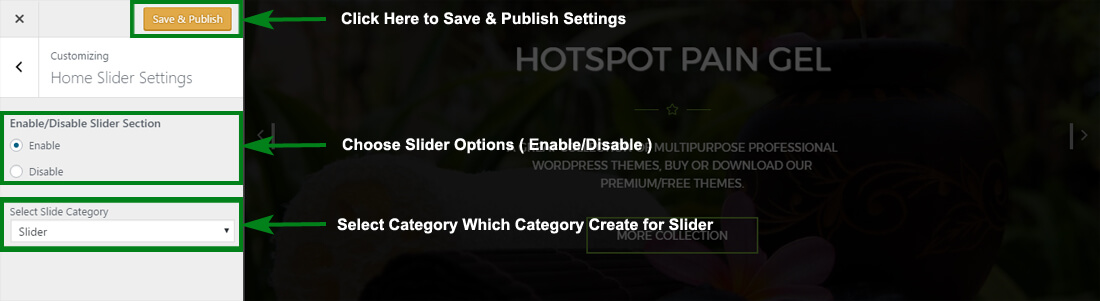 Save & Publish
Click Here to Save & Publish Settings
Customizing
Home Slider Settings
HOTSPOT PAIN GEL
Enable/Disable Slider Section
Enable
Disable
Choose Slider Options ( Enable/Disable )
MULTIPURPOSE PROFESSIONAL
WORDPRESS THEMES, BUY OR DOWNLOAD OUR
PREMIUM/FREE THEMES.
Select Slide Category
Slider
Select Category Which Category Create for Slider
MORE COLLECTION